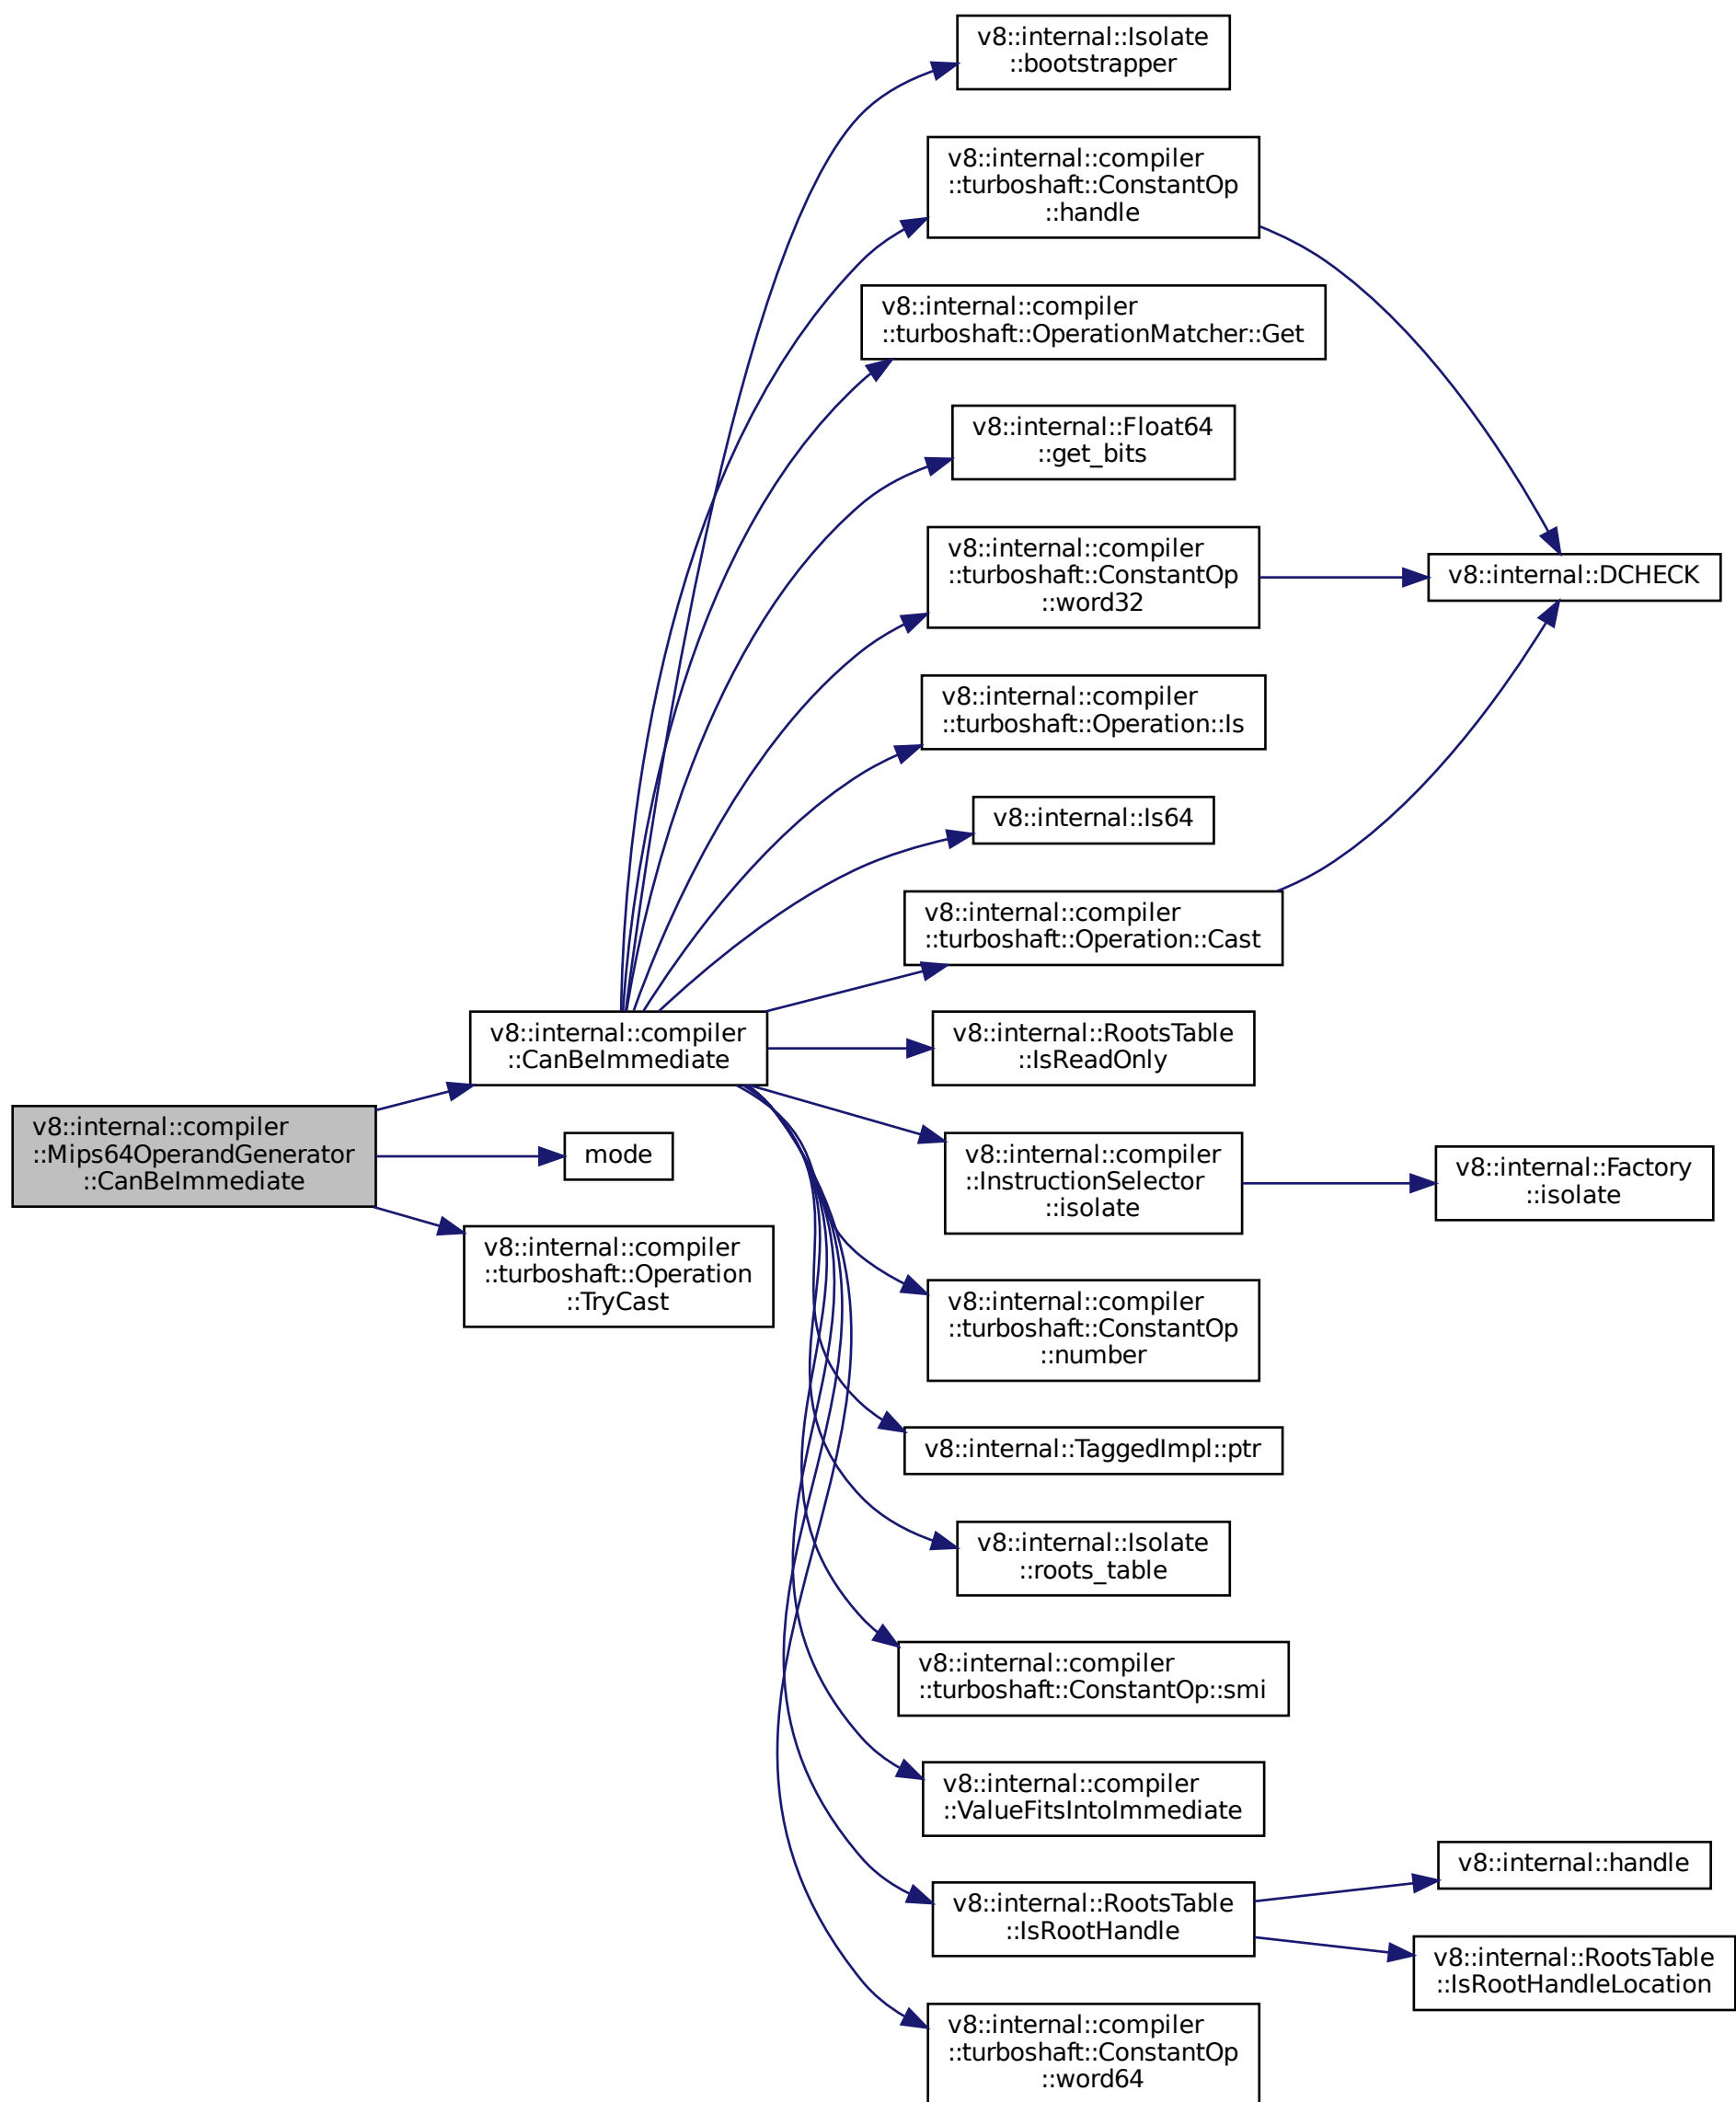 v8::internal::Isolate
::bootstrapper
v8::internal::compiler
::turboshaft::ConstantOp
::handle
v8::internal::compiler
::turboshaft::OperationMatcher::Get
v8::internal::Float64
::get_bits
v8::internal::compiler
::turboshaft::ConstantOp
::word32
v8::internal::DCHECK
v8::internal::compiler
::turboshaft::Operation::Is
v8::internal::Is64
v8::internal::compiler
::turboshaft::Operation::Cast
v8::internal::compiler
::CanBeImmediate
v8::internal::RootsTable
::IsReadOnly
v8::internal::compiler
::Mips64OperandGenerator
::CanBeImmediate
mode
v8::internal::compiler
::InstructionSelector
::isolate
v8::internal::Factory
::isolate
v8::internal::compiler
::turboshaft::Operation
::TryCast
v8::internal::compiler
::turboshaft::ConstantOp
::number
v8::internal::TaggedImpl::ptr
v8::internal::Isolate
::roots_table
v8::internal::compiler
::turboshaft::ConstantOp::smi
v8::internal::compiler
::ValueFitsIntoImmediate
v8::internal::RootsTable
::IsRootHandle
v8::internal::handle
v8::internal::RootsTable
::IsRootHandleLocation
v8::internal::compiler
::turboshaft::ConstantOp
::word64